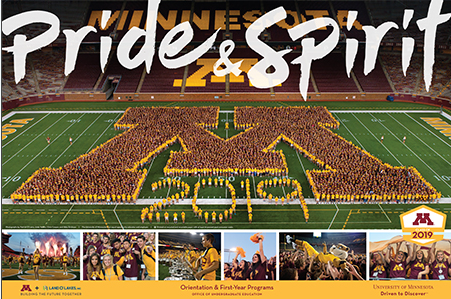 MINNESOTA
Pride & Spirit
M
M
2019
M
2019
M
LAND O LAKES, INC.
BUILDING THE FUTURE TOGETHER
Orientation & First-Year Programs
OFFICE OF UNDERGRADUATE EDUCATION
UNIVERSITY OF MINNESOTA
Driven to Discover